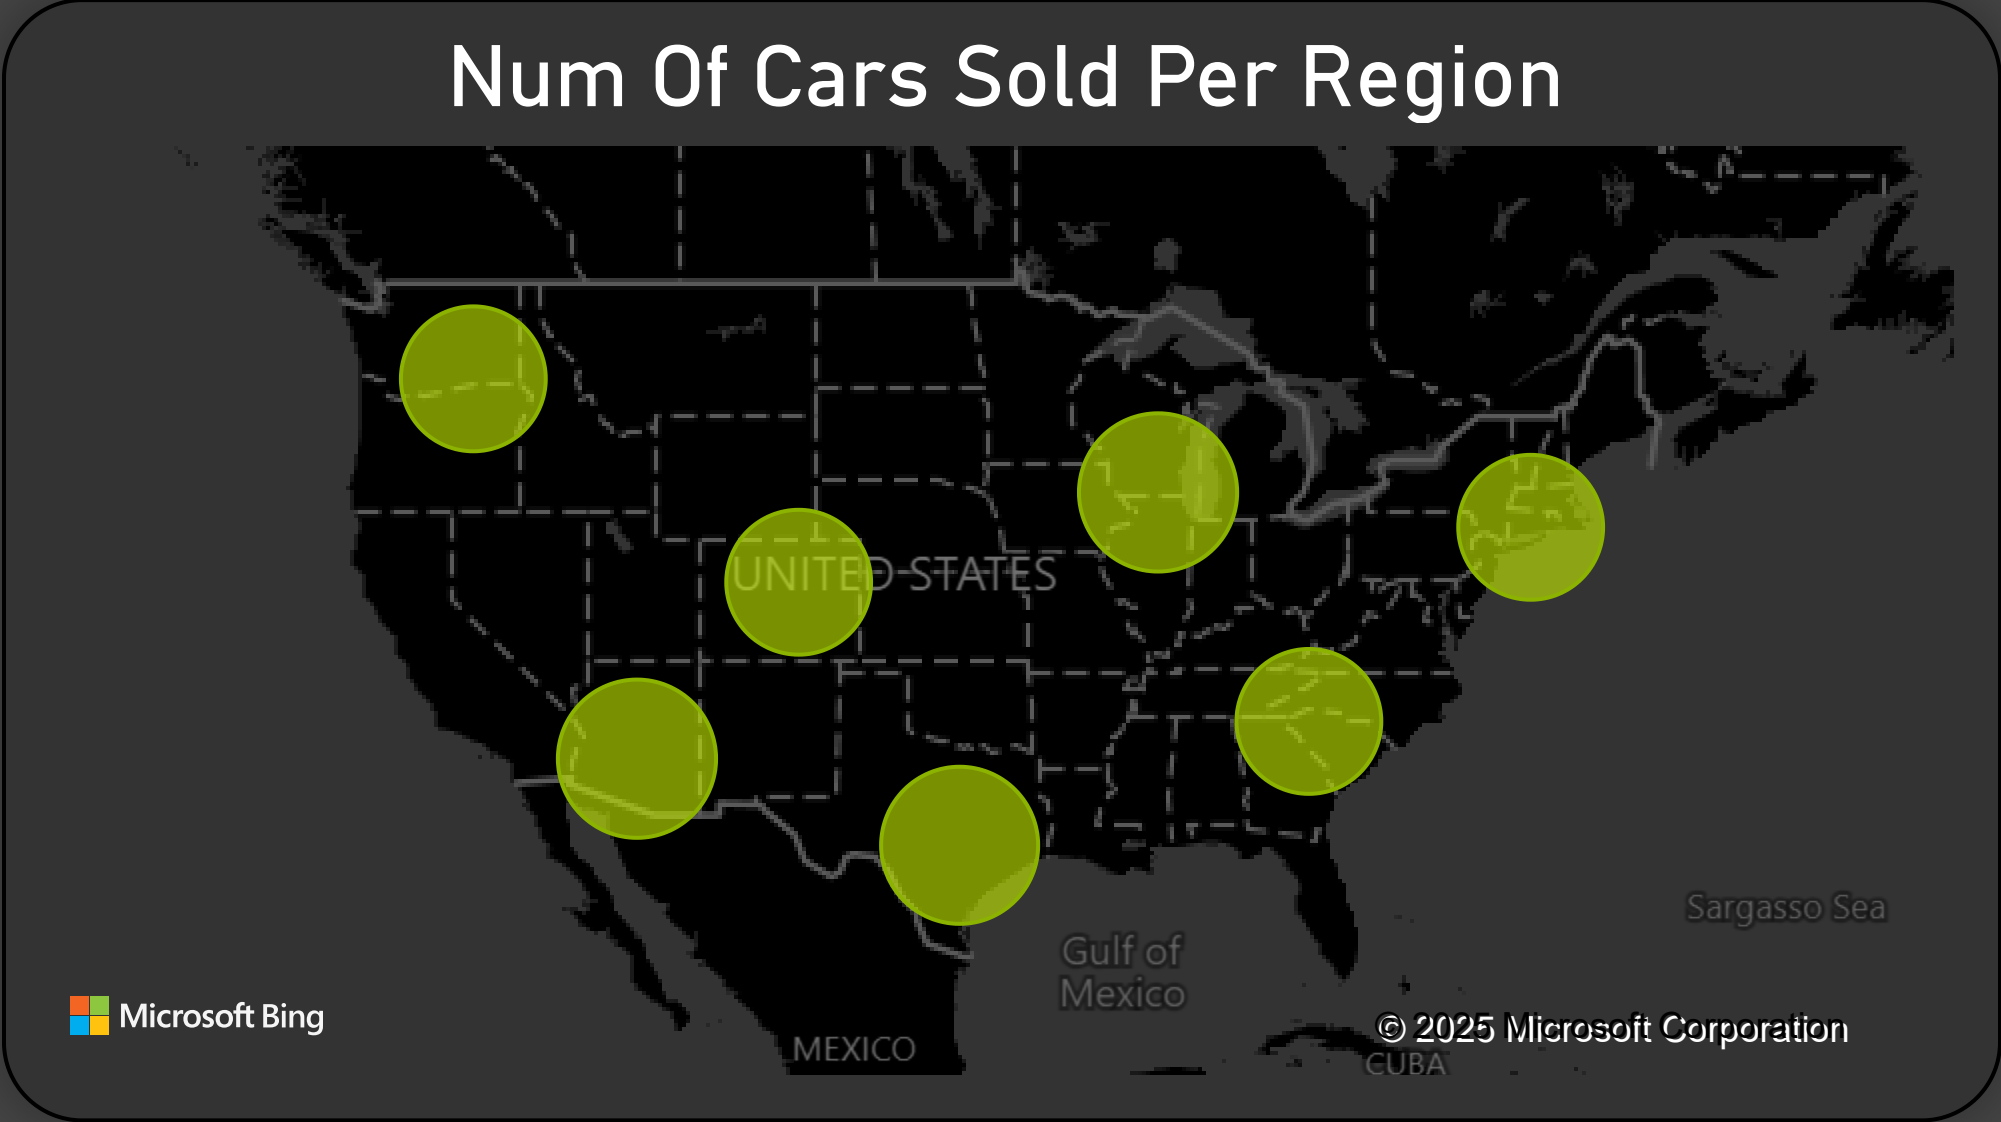 Num Of Cars Sold Per Region
UNITED STATES
Sargasso Sea
Gulf of
Mexico
Microsoft Bing
© 2025 Microsoft Corporation
MEXICO
CUBA